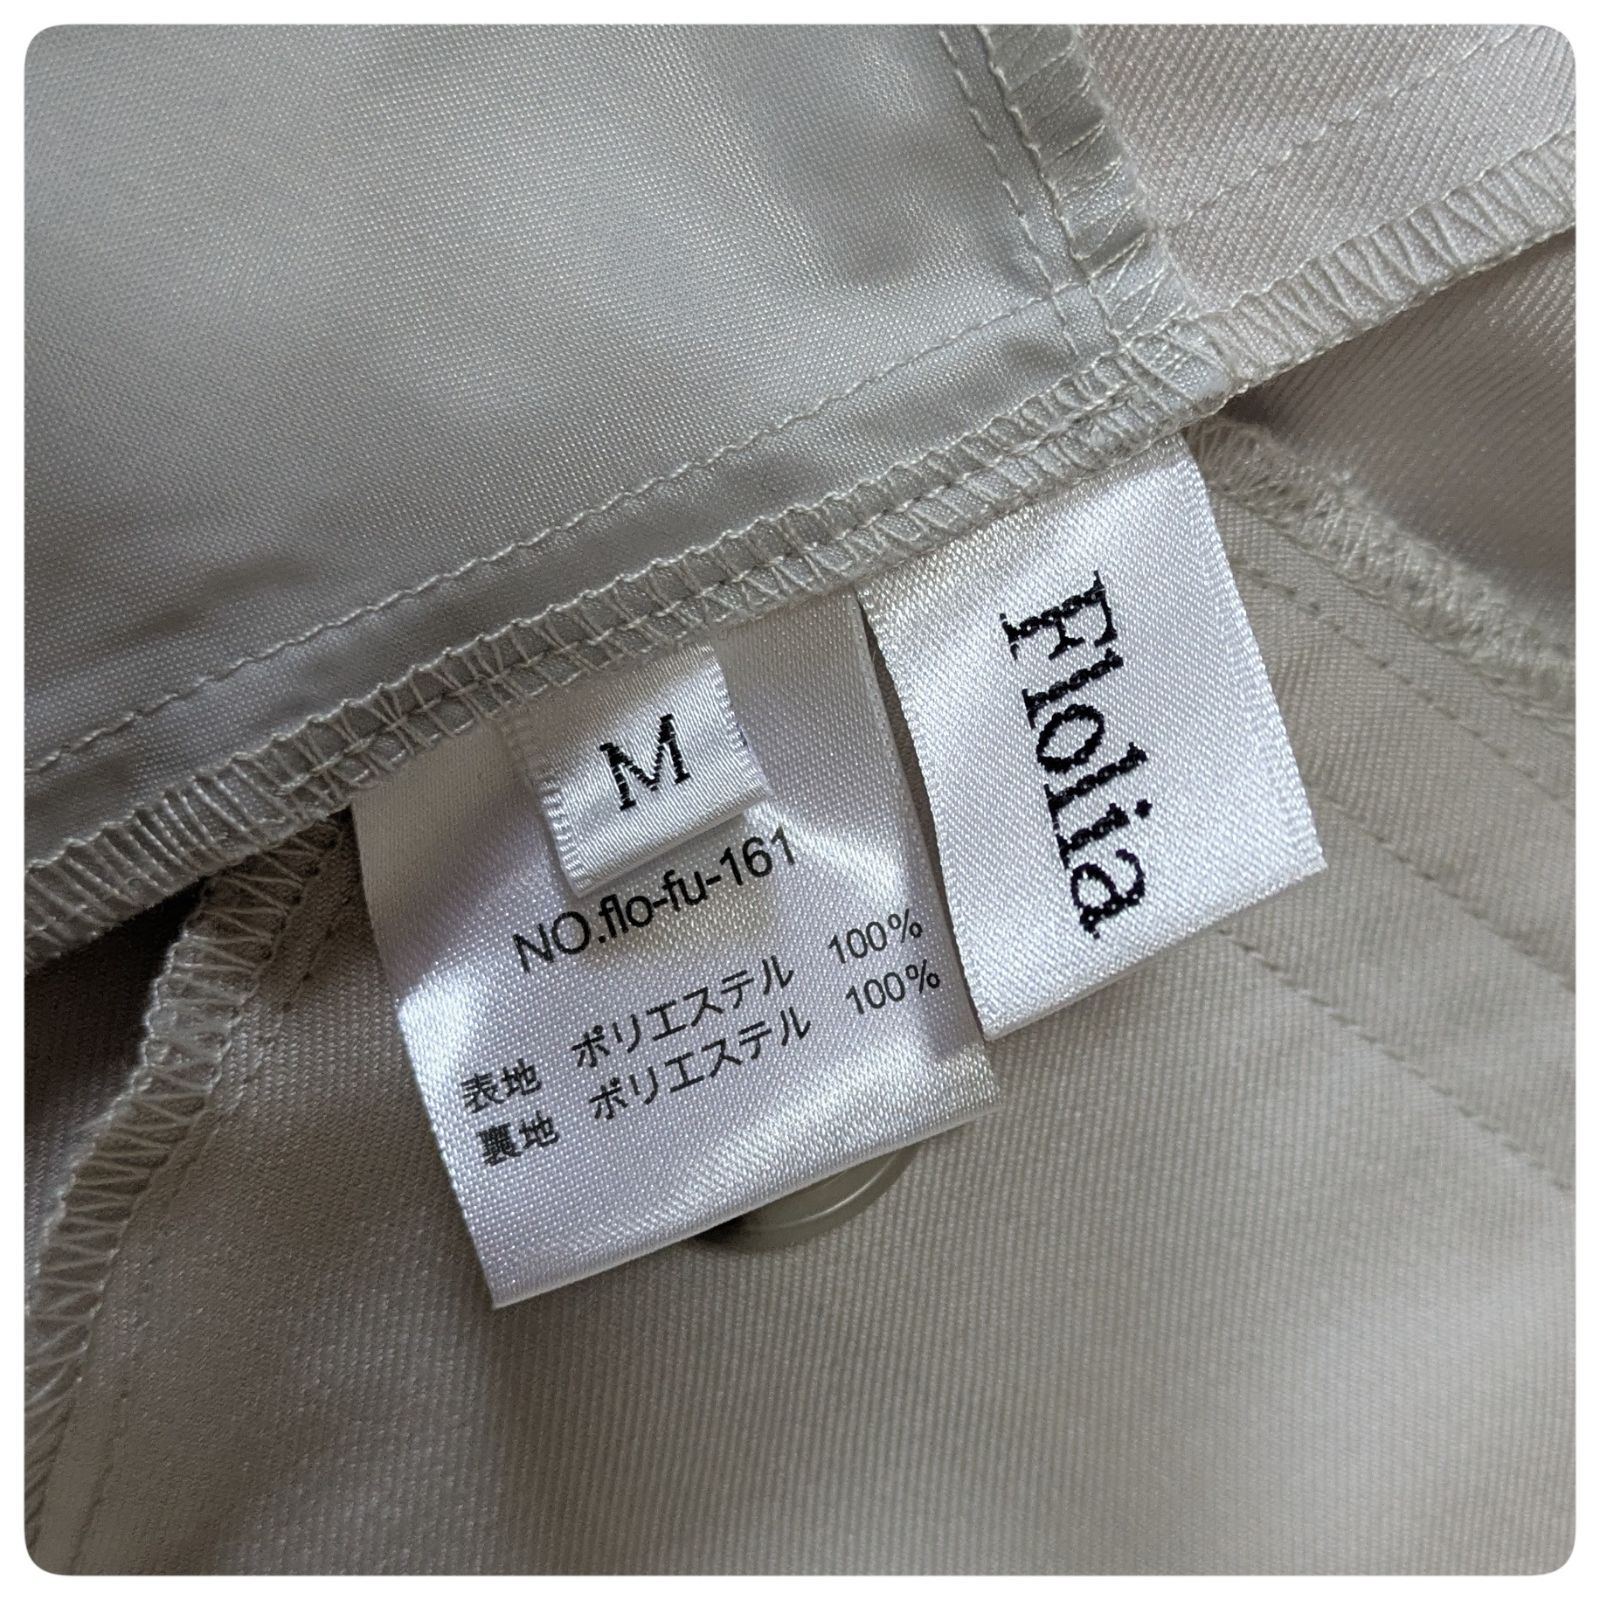 M
NO.flo-fu-161
表地 ポリエステル 100%
裏地 ポリエステル 100%
Flolia